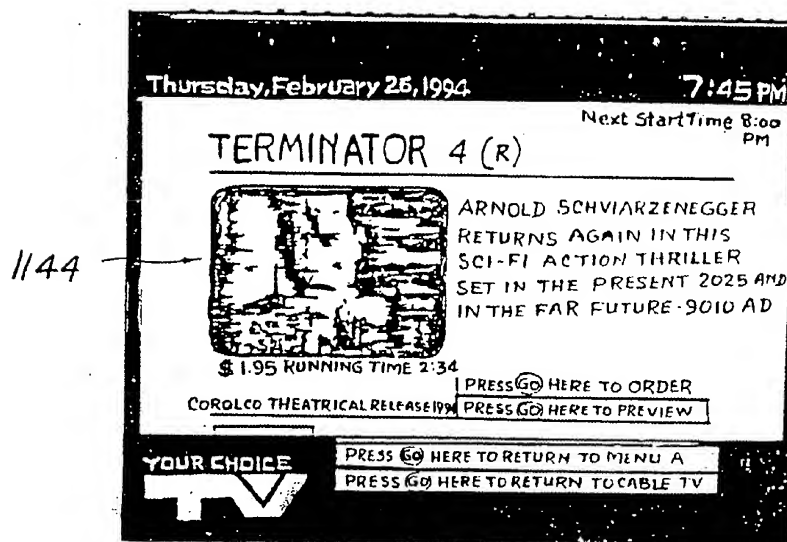 Thursday, February 26, 1994 7:45 PM
Next Start Time 8:00
PM
TERMINATOR 4 (R)
1144
ARNOLD SCHVIARZENEGGER
RETURNS AGAIN IN THIS
SCI-FI ACTION THRILLER
SET IN THE PRESENT 2025 AND
IN THE FAR FUTURE-9010 AD
$1.95 RUNNING TIME 2:34
PRESS GO HERE TO ORDER
COROLCO THEATRICAL RELEASE 1994 PRESS GO HERE TO PREVIEW
PRESS GO HERE TO RETURN TO MENU A
YOUR CHOICE
TV
PRESS GO HERE TO RETURN TO CABLE TV